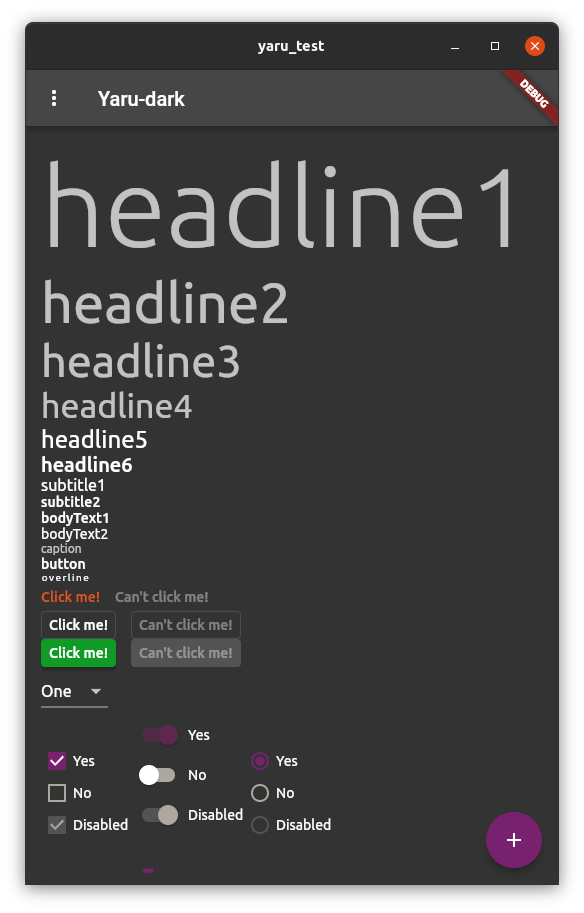 yaru_test
Yaru-dark
DEBUG
headline1
headline2
headline3
headline4
headline5
headline6
subtitle1
subtitle2
bodyText1
bodyText2
caption
button
overline
Click me! Can't click me!
Click me! Can't click me!
Click me! Can't click me!
One
Yes
Yes Yes
No
No No
Disabled
Disabled Disabled